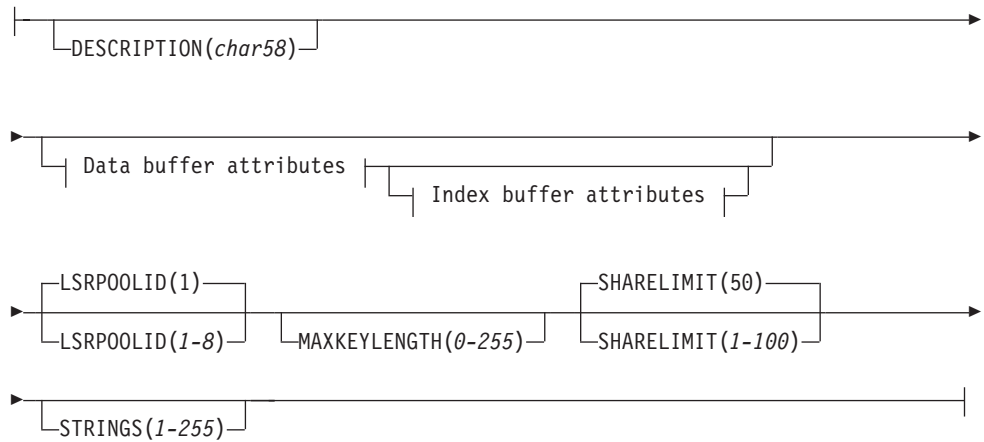 DESCRIPTION(char58)
Data buffer attributes
Index buffer attributes
LSRPOOLID(1) SHARELIMIT(50)
LSRPOOLID(1-8) MAXKEYLENGTH(0-255) SHARELIMIT(1-100)
STRINGS(1-255)